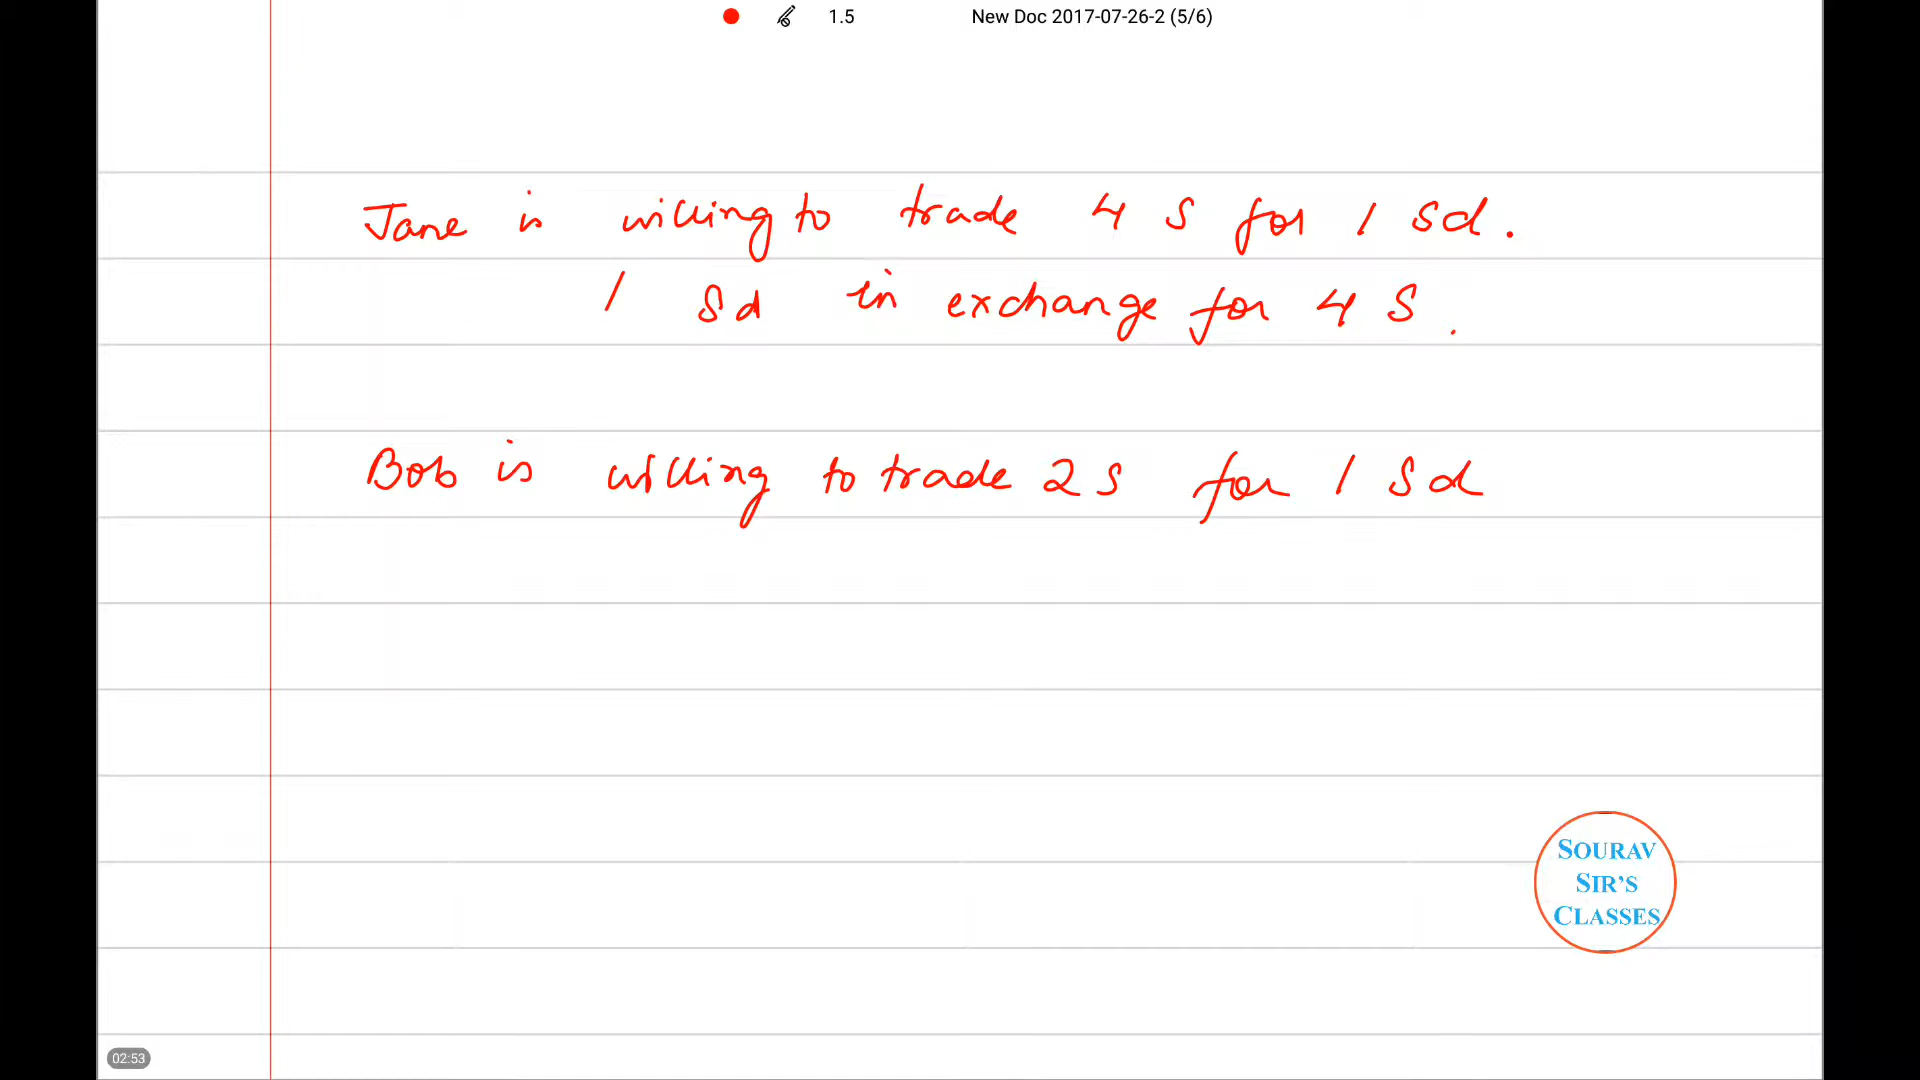 1.5 New Doc 2017-07-26-2 (5/6)
Jane is willing to trade 4 S for 1 Sd.
1 Sd in exchange for 4 S.
Bob is willing to trade 2 S for 1 Sd
SOURAV
SIR'S
CLASSES
02:53